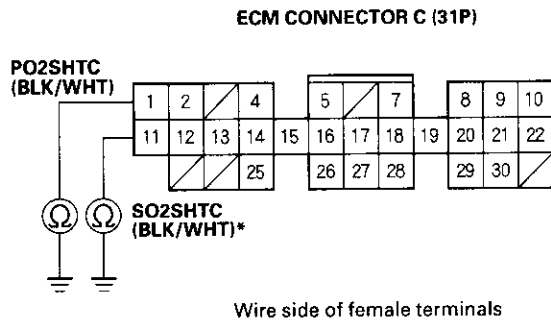 ECM CONNECTOR C (31P)
PO2SHTC
(BLK/WHT)
1 2 4 5 7 8 9 10
11 12 13 14 15 16 17 18 19 20 21 22
25 26 27 28 29 30
Ω Ω
SO2SHTC
(BLK/WHT)*
Wire side of female terminals